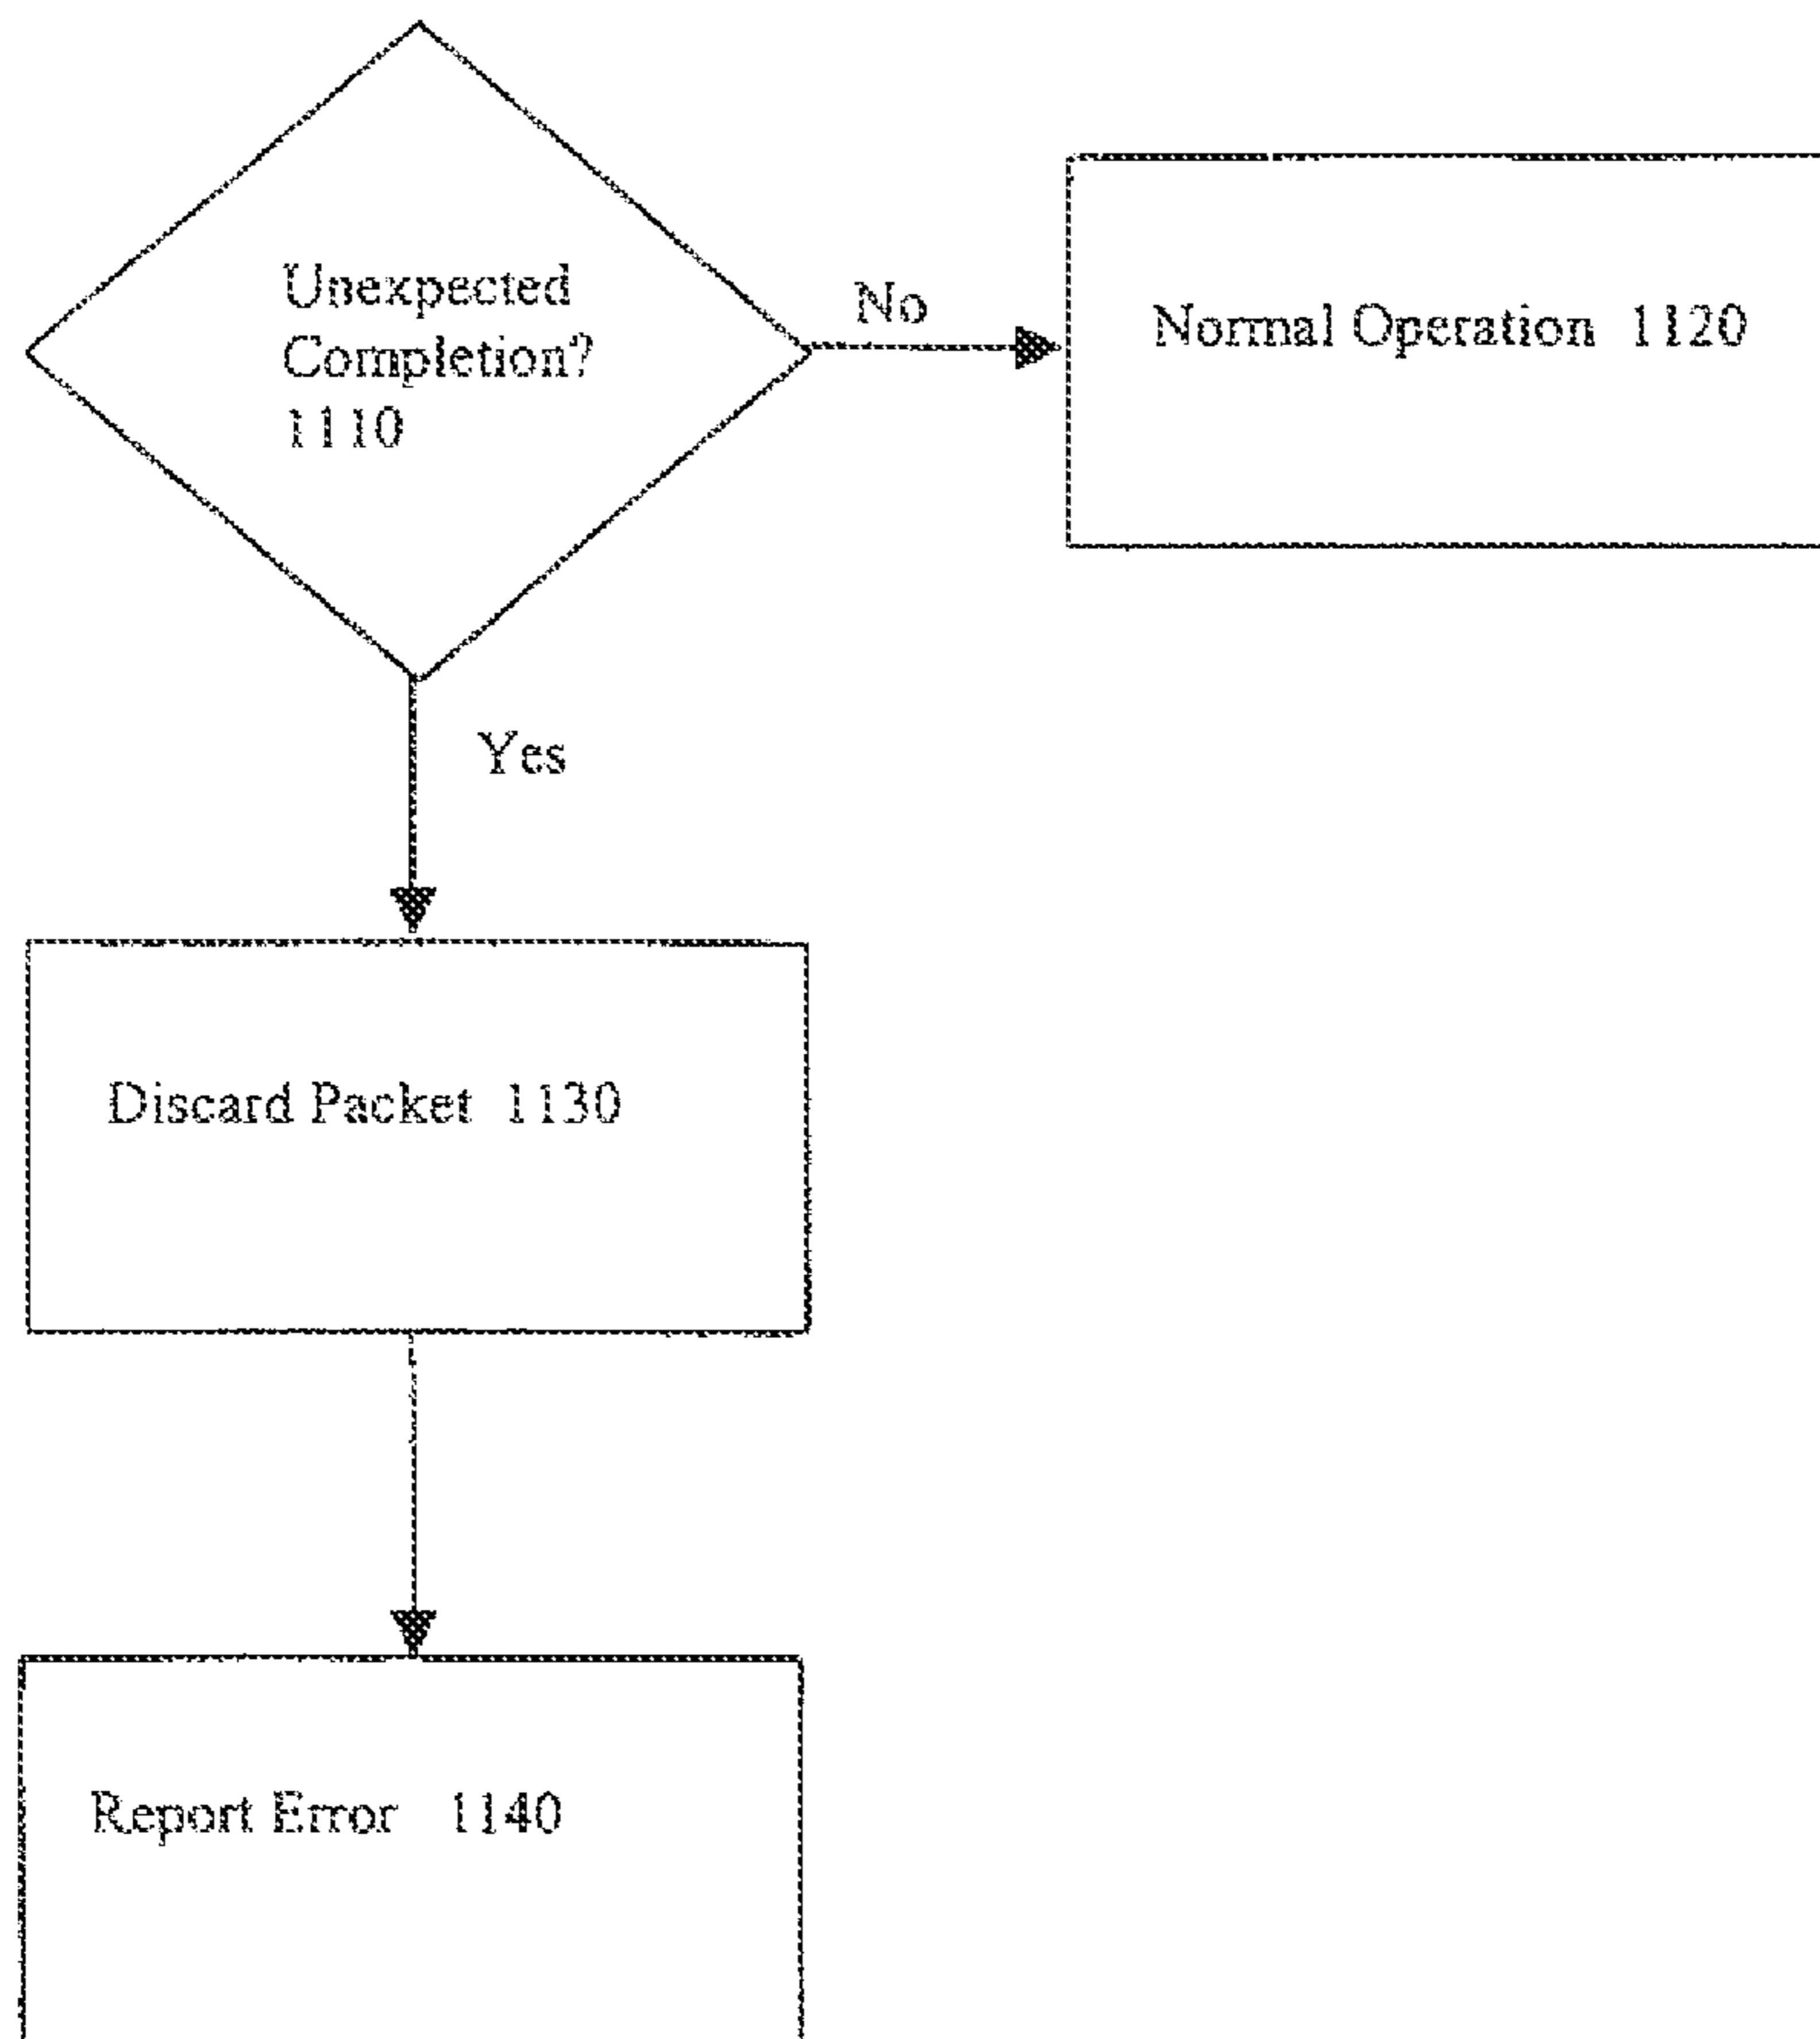 Unexpected
Completion?
1110
No
Normal Operation 1120
Yes
Discard Packet 1130
Report Error 1140